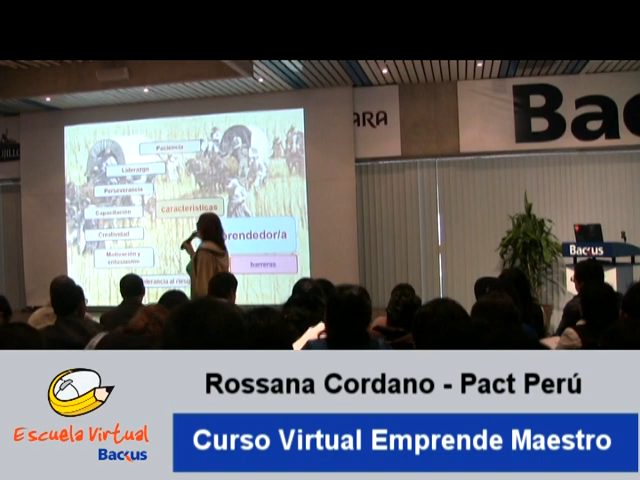 ARA
Bac
Paciencia
Liderazgo
Perseverancia
Capacitación
Características
Creatividad
prendedor/a
Motivación y
entusiasmo
barreras
Backus
Rossana Cordano - Pact Perú
Escuela Virtual
Backus
Curso Virtual Emprende Maestro